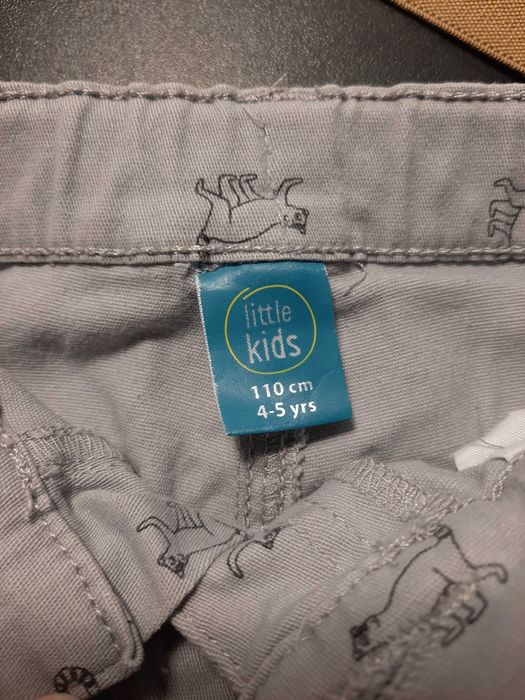 little
kids
110 cm
4-5 yrs